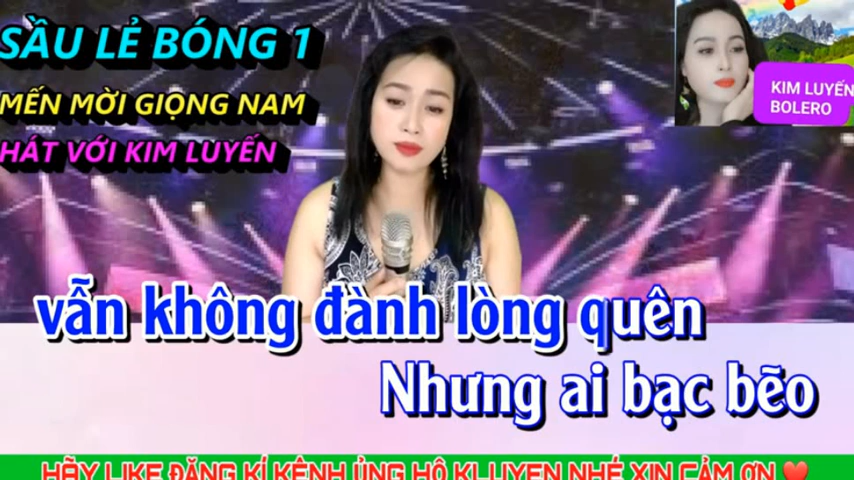 SẦU LẺ BÓNG 1
MẾN MỜI GIỌNG NAM
HÁT VỚI KIM LUYẾN
KIM LUYẾN
BOLERO
vẫn không đành lòng quên
Nhưng ai bạc bẽo
HÃY LIKE ĐĂNG KÍ KÊNH ỦNG HỘ KI LUYEN NHÉ XIN CẢM ƠN ❤️